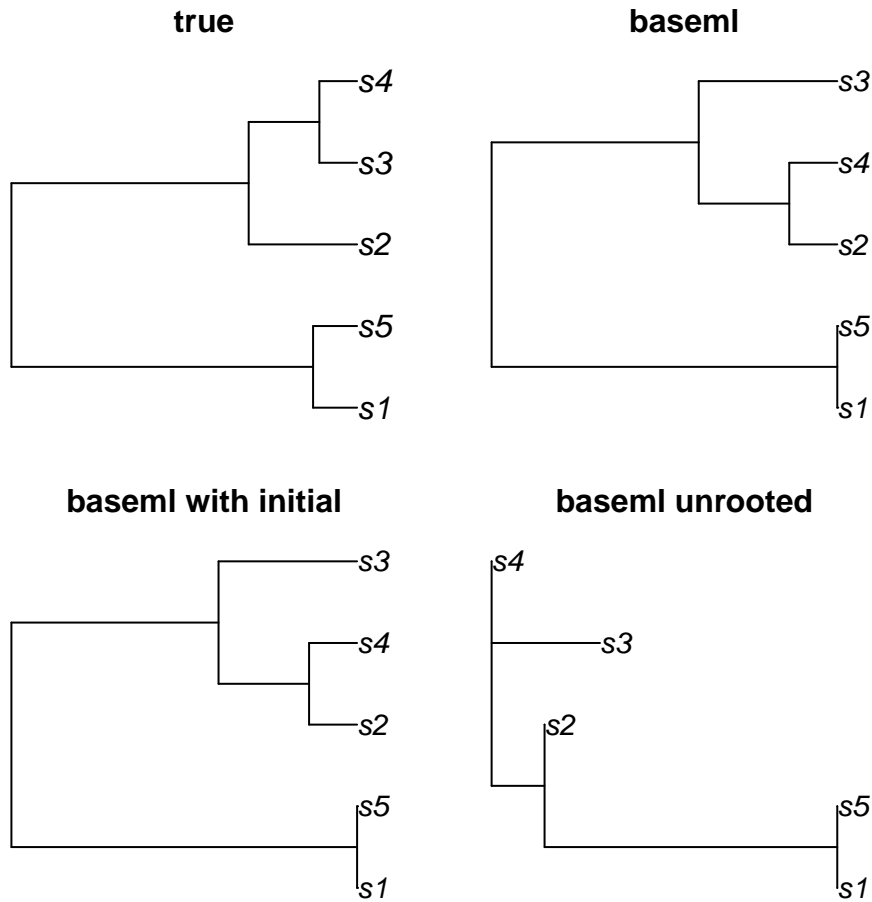 true
s4
s3
s2
s5
s1
baseml
s3
s4
s2
s5
s1
baseml with initial
s3
s4
s2
s5
s1
baseml unrooted
s4
s3
s2
s5
s1